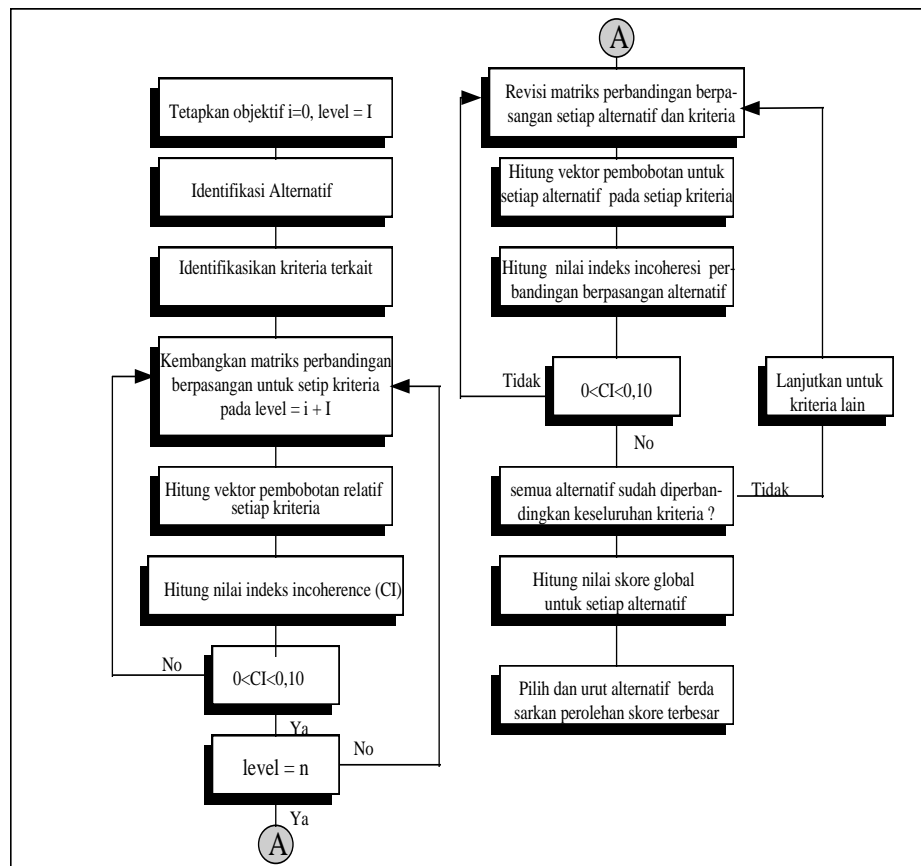 Tetapkan objektif i=0, level = I
Identifikasi Alternatif
Identifikasikan kriteria terkait
Kembangkan matriks perbandingan
berpasangan untuk setip kriteria
pada level = i + I
Hitung vektor pembobotan relatif
setiap kriteria
Hitung nilai indeks incoherence (CI)
No
0<CI<0,10
Ya
No
level = n
Ya
A
A
Revisi matriks perbandingan berpa-
sangan setiap alternatif dan kriteria
Hitung vektor pembobotan untuk
setiap alternatif pada setiap kriteria
Hitung nilai indeks incoheresi per-
bandingan berpasangan alternatif
Tidak
0<CI<0,10
Lanjutkan untuk
kriteria lain
No
semua alternatif sudah diperban-
dingkan keseluruhan kriteria ?
Tidak
Hitung nilai skore global
untuk setiap alternatif
Pilih dan urut alternatif berda
sarkan perolehan skore terbesar